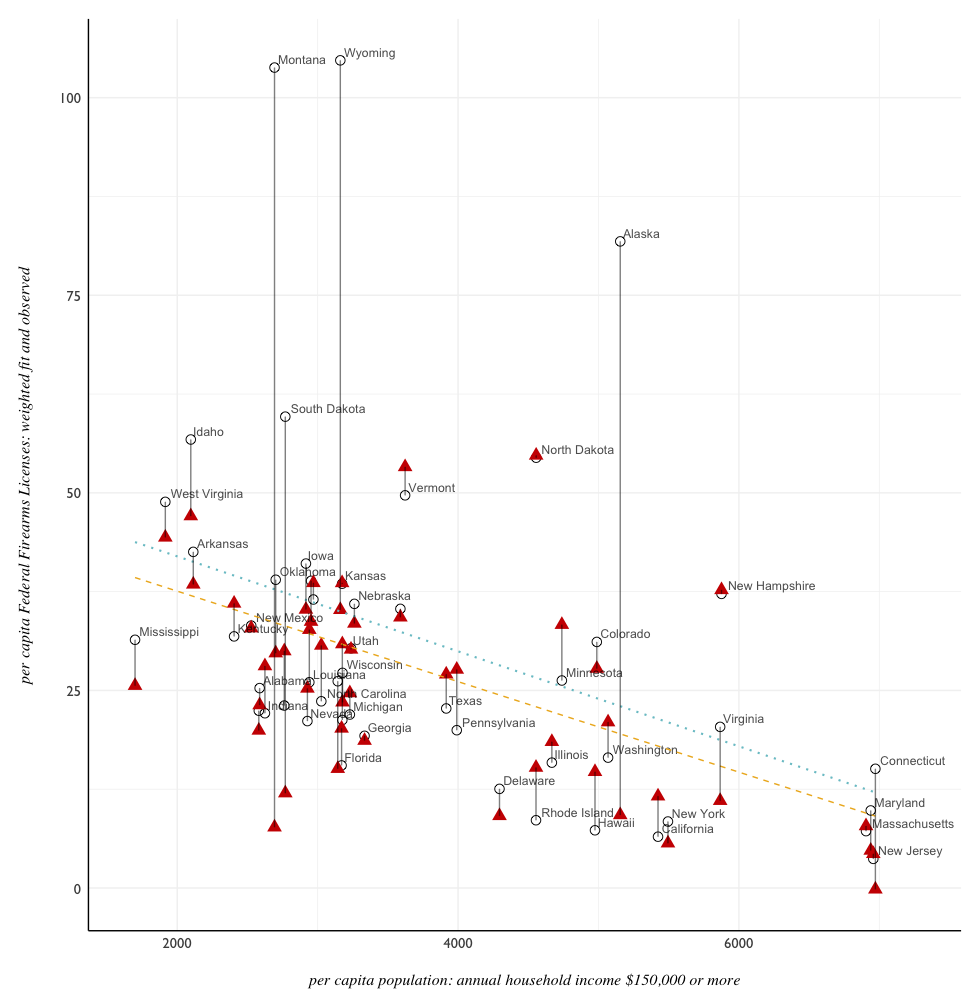 Montana
Wyoming
100
Alaska
75
South Dakota
Idaho
North Dakota
50
West Virginia
Vermont
Arkansas
Iowa
Oklahoma
Kansas
New Hampshire
Nebraska
New Mexico
Kentucky
Mississippi
Colorado
Utah
Wisconsin
Minnesota
Louisiana
Alabama
25
North Carolina
Indiana
Michigan
Nevada
Texas
Virginia
Georgia
Pennsylvania
Florida
Illinois
Washington
Connecticut
Delaware
Rhode Island
Maryland
Hawaii
New York
California
Massachusetts
New Jersey
0
2000
4000
6000
per capita population: annual household income $150,000 or more
per capita Federal Firearms Licenses: weighted fit and observed